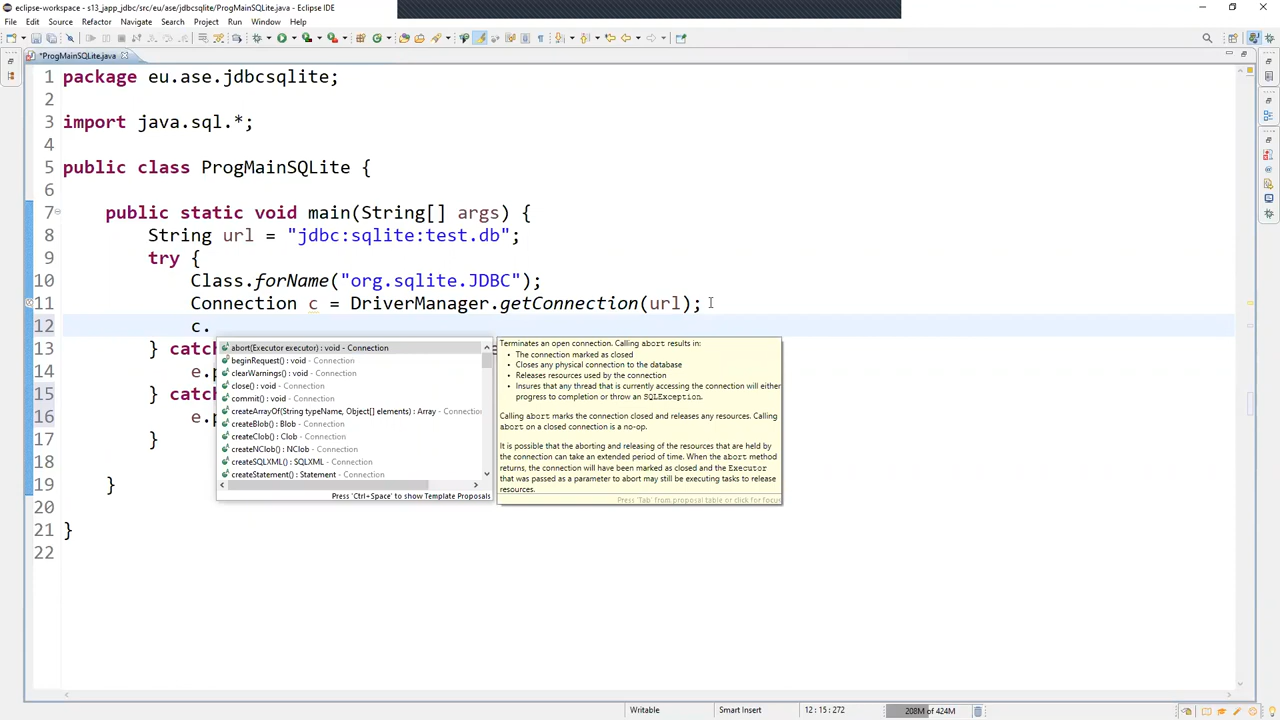 eclipse-workspace - s13_japp_jdbc/src/eu/ase/jdbcsqlite/ProgMainSQLite.java - Eclipse IDE
File Edit Source Refactor Navigate Search Project Run Window Help
*ProgMainSQLite.java
1 package eu.ase.jdbcsqlite;
2
3 import java.sql.*;
4
5 public class ProgMainSQLite {
6
7 public static void main(String[] args) {
8 String url = "jdbc:sqlite:test.db";
9 try {
10 Class.forName("org.sqlite.JDBC");
11 Connection c = DriverManager.getConnection(url);
12 c.
13 } catc
14 e.p
15 } catc
16 e.p
17 }
18
19 }
20
21 }
22
abort(Executor executor) : void - Connection
beginRequest() : void - Connection
clearWarnings() : void - Connection
close() : void - Connection
commit() : void - Connection
createArrayOf(String typeName, Object[] elements) : Array - Connectio
createBlob() : Blob - Connection
createClob() : Clob - Connection
createNClob() : NClob - Connection
createSQLXML() : SQLXML - Connection
createStatement() : Statement - Connection
Press 'Ctrl+Space' to show Template Proposals
Terminates an open connection. Calling abort results in:
• The connection marked as closed
• Closes any physical connection to the database
• Releases resources used by the connection
• Insures that any thread that is currently accessing the connection will either
progress to completion or throw an SQLException.
Calling abort marks the connection closed and releases any resources. Calling
abort on a closed connection is a no-op.
It is possible that the aborting and releasing of the resources that are held by
the connection can take an extended period of time. When the abort method
returns, the connection will have been marked as closed and the Executor
that was passed as a parameter to abort may still be executing tasks to release
resources.
Press 'Tab' from proposal table or click for focus
Writable Smart Insert 12 : 15 : 272 208M of 424M